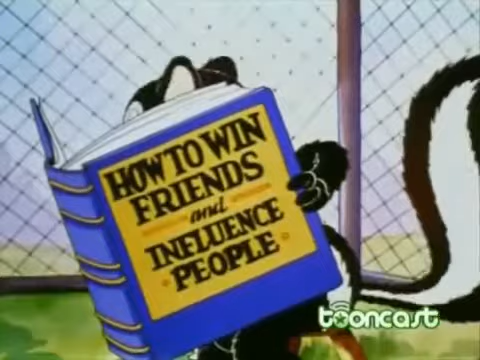 HOW TO WIN
FRIENDS
and
INFLUENCE
PEOPLE
tooncast